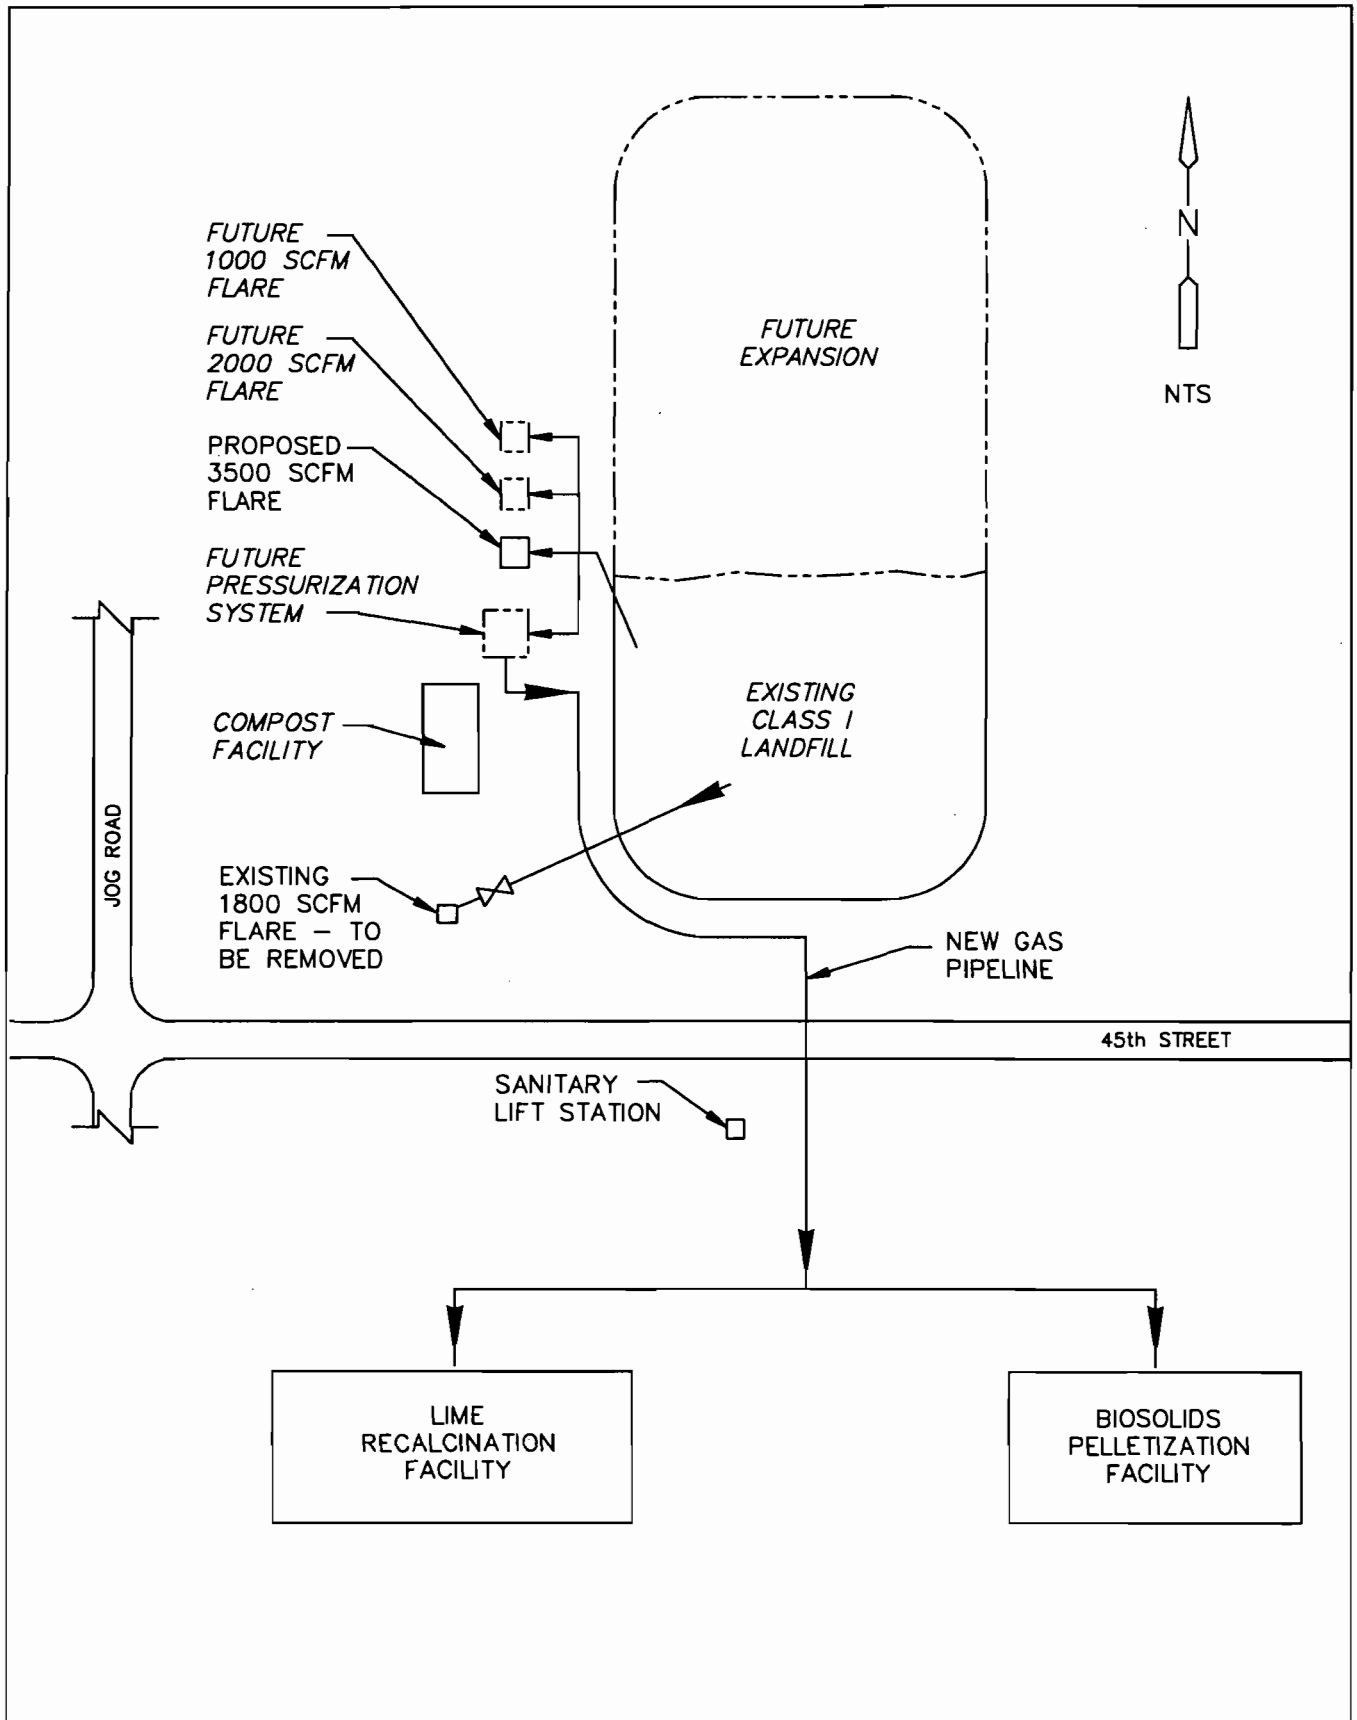 FUTURE
1000 SCFM
FLARE
FUTURE
2000 SCFM
FLARE
PROPOSED
3500 SCFM
FLARE
FUTURE
PRESSURIZATION
SYSTEM
COMPOST
FACILITY
EXISTING
1800 SCFM
FLARE – TO
BE REMOVED
JOG ROAD
FUTURE
EXPANSION
N
NTS
EXISTING
CLASS I
LANDFILL
NEW GAS
PIPELINE
45th STREET
SANITARY
LIFT STATION
LIME
RECALCINATION
FACILITY
BIOSOLIDS
PELLETIZATION
FACILITY